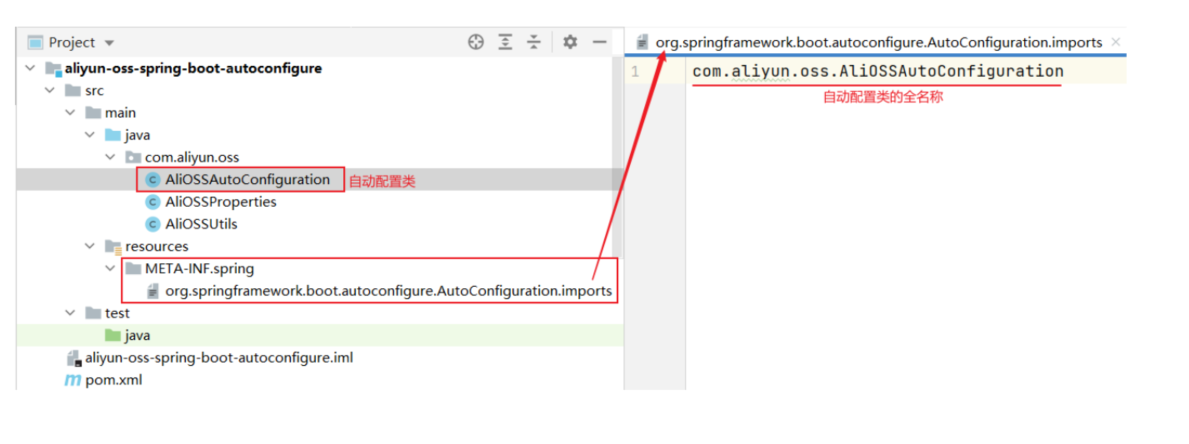 Project
aliyun-oss-spring-boot-autoconfigure
src
main
java
com.aliyun.oss
AliOSSAutoConfiguration 自动配置类
AliOSSProperties
AliOSSUtils
resources
META-INF.spring
org.springframework.boot.autoconfigure.AutoConfiguration.imports
test
java
aliyun-oss-spring-boot-autoconfigure.iml
pom.xml
org.springframework.boot.autoconfigure.AutoConfiguration.imports
1 com.aliyun.oss.AliOSSAutoConfiguration
自动配置类的全名称